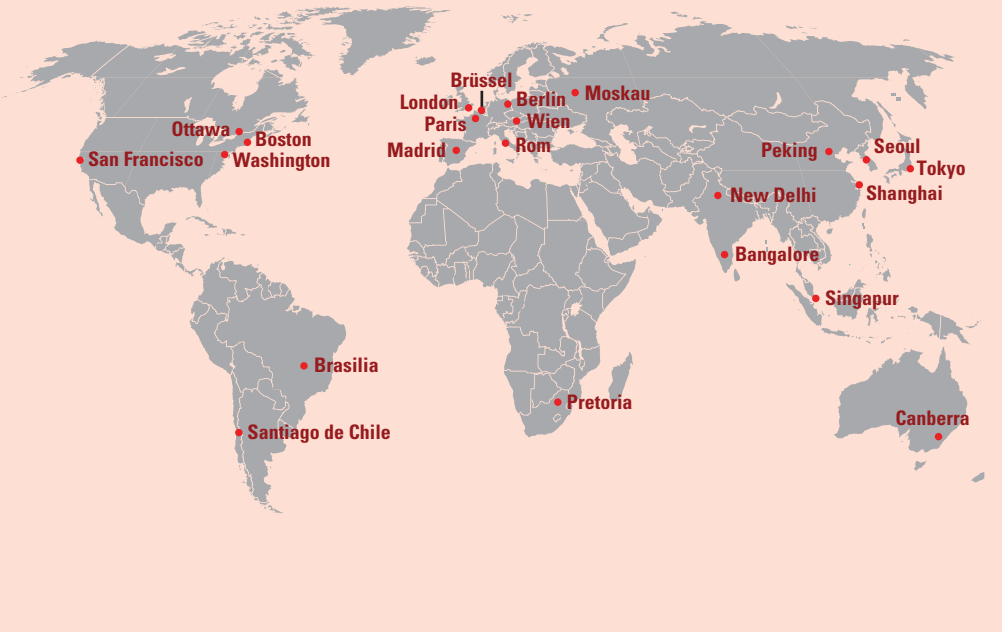 Brüssel
London
Berlin
Moskau
Paris
Wien
Ottawa
Boston
Rom
Madrid
Peking
Seoul
San Francisco
Washington
Tokyo
New Delhi
Shanghai
Bangalore
Singapur
Brasilia
Pretoria
Canberra
Santiago de Chile